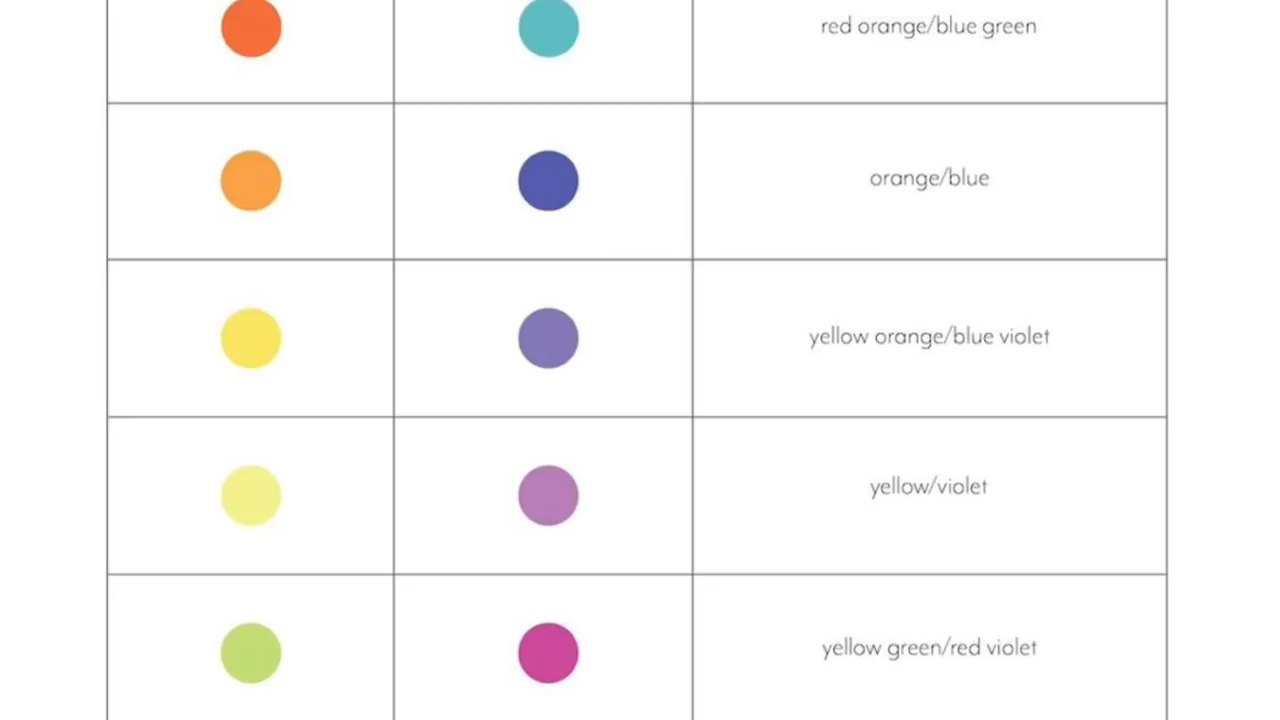 red orange/blue green
orange/blue
yellow orange/blue violet
yellow/violet
yellow green/red violet